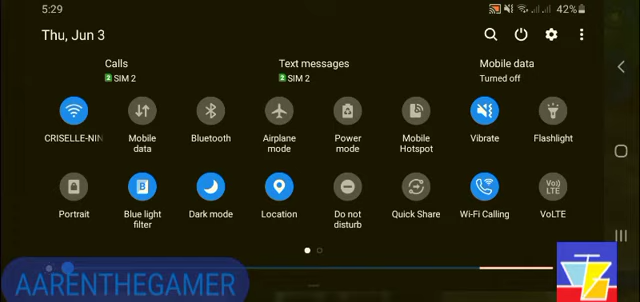 5:29
42%
Thu, Jun 3
Calls
2 SIM 2
Text messages
2 SIM 2
Mobile data
Turned off
CRISELLE-NIN
Mobile
data
Bluetooth
Airplane
mode
Power
mode
Mobile
Hotspot
Vibrate
Flashlight
Portrait
B
Blue light
filter
Dark mode
Location
Do not
disturb
Quick Share
Wi-Fi Calling
Vo))
LTE
VoLTE
AARENTHEGAMER